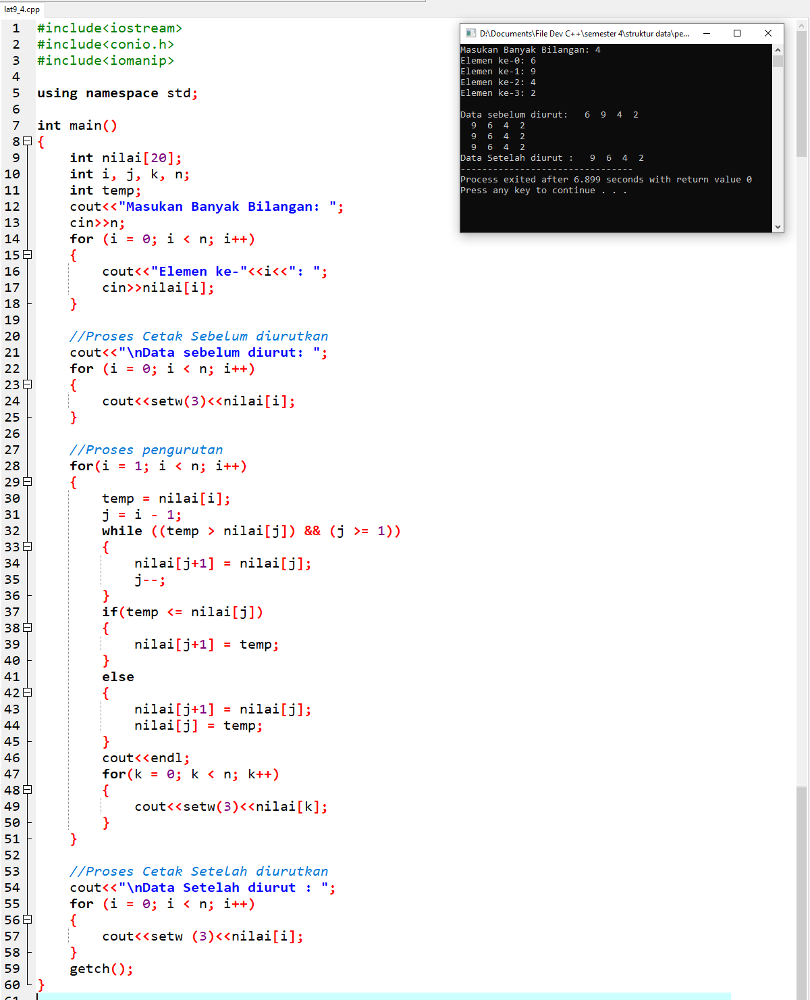 lat9_4.cpp
1 #include<iostream>
2 #include<conio.h>
3 #include<iomanip>
4
5 using namespace std;
6
7 int main()
8 {
9 int nilai[20];
10 int i, j, k, n;
11 int temp;
12 cout<<"Masukan Banyak Bilangan: ";
13 cin>>n;
14 for (i = 0; i < n; i++)
15 {
16 cout<<"Elemen ke-"<<i<<": ";
17 cin>>nilai[i];
18 }
19
20 //Proses Cetak Sebelum diurutkan
21 cout<<"\nData sebelum diurut: ";
22 for (i = 0; i < n; i++)
23 {
24 cout<<setw(3)<<nilai[i];
25 }
26
27 //Proses pengurutan
28 for(i = 1; i < n; i++)
29 {
30 temp = nilai[i];
31 j = i - 1;
32 while ((temp > nilai[j]) && (j >= 1))
33 {
34 nilai[j+1] = nilai[j];
35 j--;
36 }
37 if(temp <= nilai[j])
38 {
39 nilai[j+1] = temp;
40 }
41 else
42 {
43 nilai[j+1] = nilai[j];
44 nilai[j] = temp;
45 }
46 cout<<endl;
47 for(k = 0; k < n; k++)
48 {
49 cout<<setw(3)<<nilai[k];
50 }
51 }
52
53 //Proses Cetak Setelah diurutkan
54 cout<<"\nData Setelah diurut : ";
55 for (i = 0; i < n; i++)
56 {
57 cout<<setw (3)<<nilai[i];
58 }
59 getch();
60 }
61
D:\Documents\File Dev C++\semester 4\struktur data\pe...
Masukan Banyak Bilangan: 4
Elemen ke-0: 6
Elemen ke-1: 9
Elemen ke-2: 4
Elemen ke-3: 2
Data sebelum diurut: 6 9 4 2
9 6 4 2
9 6 4 2
9 6 4 2
Data Setelah diurut : 9 6 4 2
--------------------------------
Process exited after 6.899 seconds with return value 0
Press any key to continue . . .